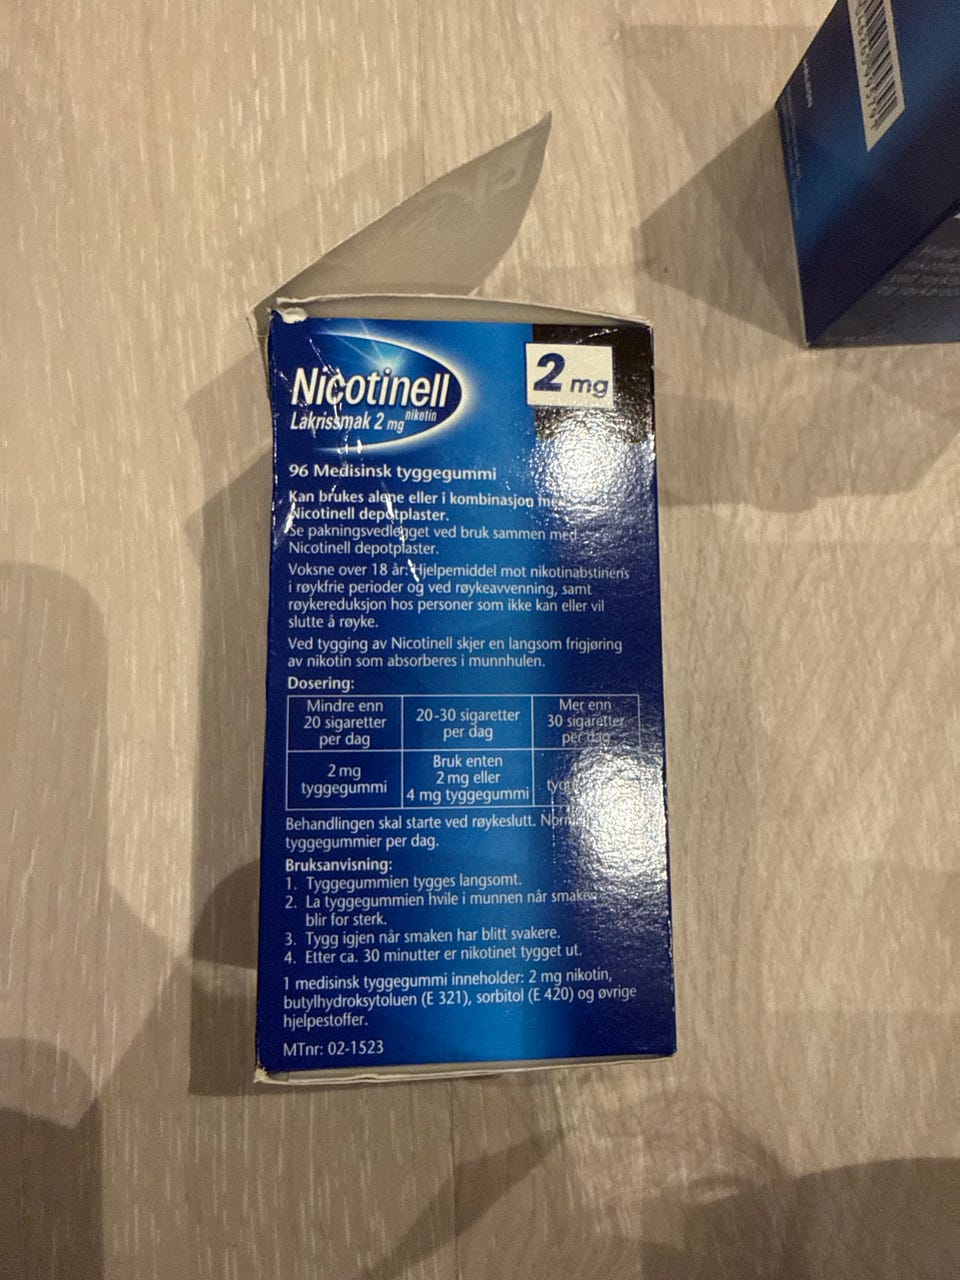 Nicotinell
nikotin
Lakrissmak 2 mg
2 mg
96 Medisinsk tyggegummi
Kan brukes alene eller i kombinasjon
Nicotinell depotplaster.
Se pakningsvedlegget ved bruk sammen med
Nicotinell depotplaster.
Voksne over 18 år: Hjelpemiddel mot nikotinabstinens
i røykfrie perioder og ved røykeavvenning, samt
røykereduksjon hos personer som ikke kan eller vil
slutte å røyke.
Ved tygging av Nicotinell skjer en langsom frigjøring
av nikotin som absorberes i munnhulen.
Dosering:
Mindre enn
20 sigaretter
per dag
20-30 sigaretter
per dag
Mer enn
30 sigaretter
per dag
2 mg
tyggegummi
Bruk enten
2 mg eller
4 mg tyggegummi
Behandlingen skal starte ved røykeslutt.
tyggegummier per dag.
Bruksanvisning:
1. Tyggegummien tygges langsomt.
2. La tyggegummien hvile i munnen når smaken
blir for sterk.
3. Tygg igjen når smaken har blitt svakere.
4. Etter ca. 30 minutter er nikotinet tygget ut.
1 medisinsk tyggegummi inneholder: 2 mg nikotin,
butylhydroksytoluen (E 321), sorbitol (E 420) og øvrige
hjelpestoffer.
MTnr: 02-1523